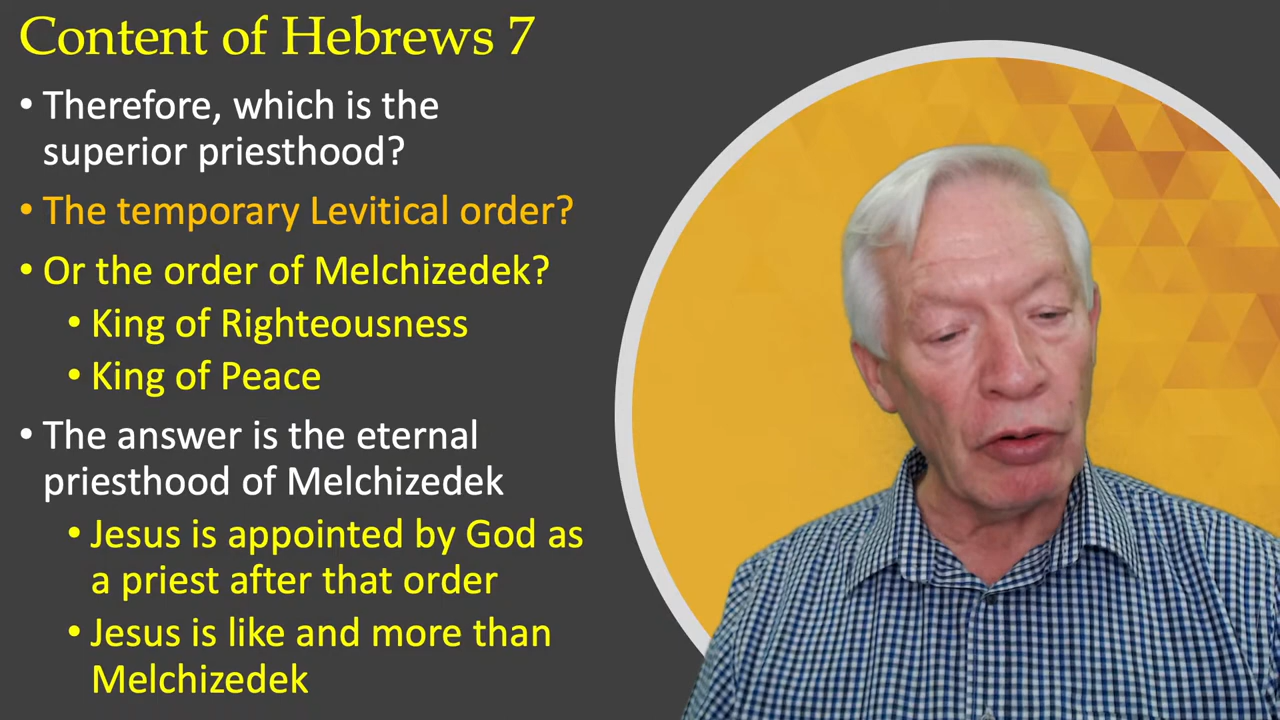 Content of Hebrews 7
• Therefore, which is the
superior priesthood?
• The temporary Levitical order?
• Or the order of Melchizedek?
• King of Righteousness
• King of Peace
• The answer is the eternal
priesthood of Melchizedek
• Jesus is appointed by God as
a priest after that order
• Jesus is like and more than
Melchizedek